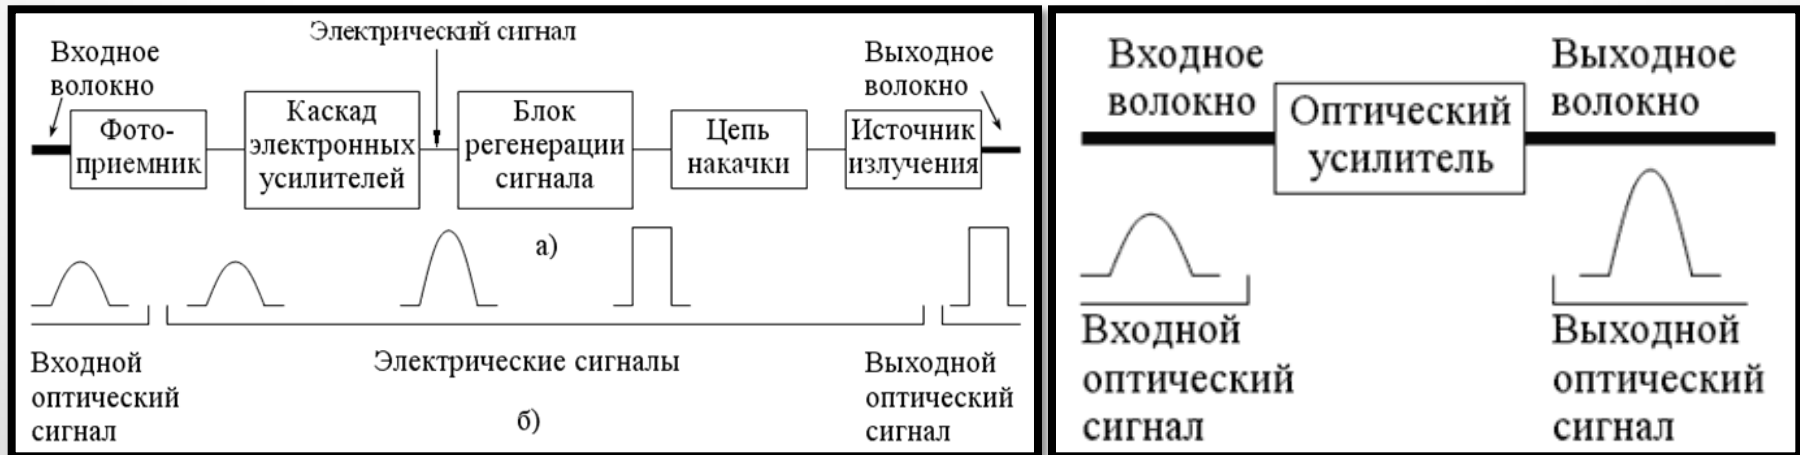 Электрический сигнал
Входное
волокно
Выходное
волокно
Фото-
приемник
Каскад
электронных
усилителей
Блок
регенерации
сигнала
Цепь
накачки
Источник
излучения
а)
Входной
оптический
сигнал
Электрические сигналы
Выходной
оптический
сигнал
б)
Входное
волокно
Оптический
усилитель
Выходное
волокно
Входной
оптический
сигнал
Выходной
оптический
сигнал